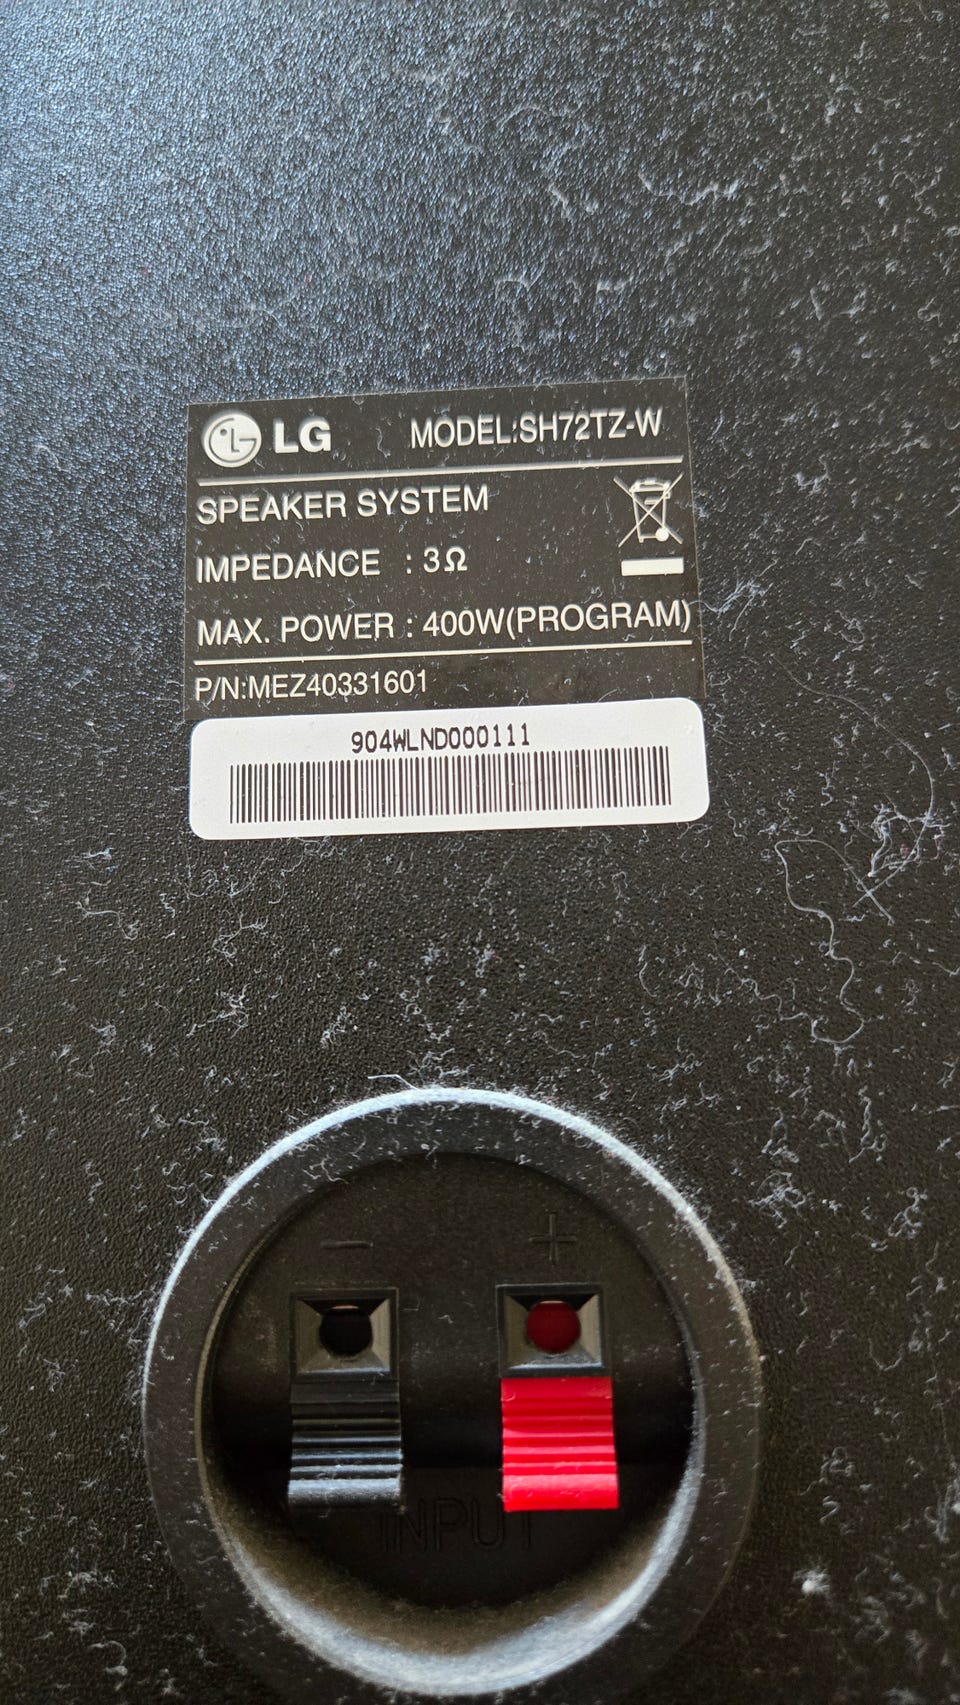 LG MODEL:SH72TZ-W
SPEAKER SYSTEM
IMPEDANCE : 3Ω
MAX. POWER : 400W(PROGRAM)
P/N:MEZ40331601
904WLND000111
− +
INPUT